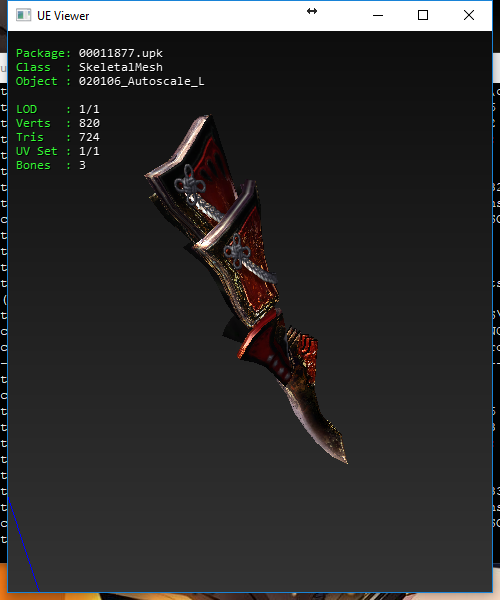 UE Viewer
Package: 00011877.upk
Class : SkeletalMesh
Object : 020106_Autoscale_L
LOD : 1/1
Verts : 820
Tris : 724
UV Set : 1/1
Bones : 3